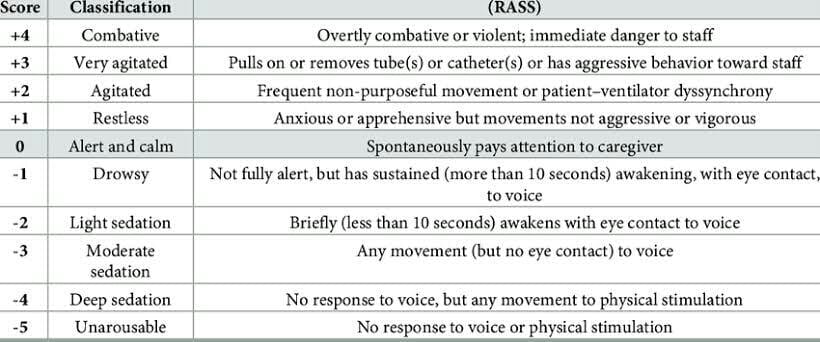 Score Classification (RASS)
+4 Combative Overtly combative or violent; immediate danger to staff
+3 Very agitated Pulls on or removes tube(s) or catheter(s) or has aggressive behavior toward staff
+2 Agitated Frequent non-purposeful movement or patient–ventilator dyssynchrony
+1 Restless Anxious or apprehensive but movements not aggressive or vigorous
0 Alert and calm Spontaneously pays attention to caregiver
-1 Drowsy Not fully alert, but has sustained (more than 10 seconds) awakening, with eye contact,
to voice
-2 Light sedation Briefly (less than 10 seconds) awakens with eye contact to voice
-3 Moderate Any movement (but no eye contact) to voice
sedation
-4 Deep sedation No response to voice, but any movement to physical stimulation
-5 Unarousable No response to voice or physical stimulation